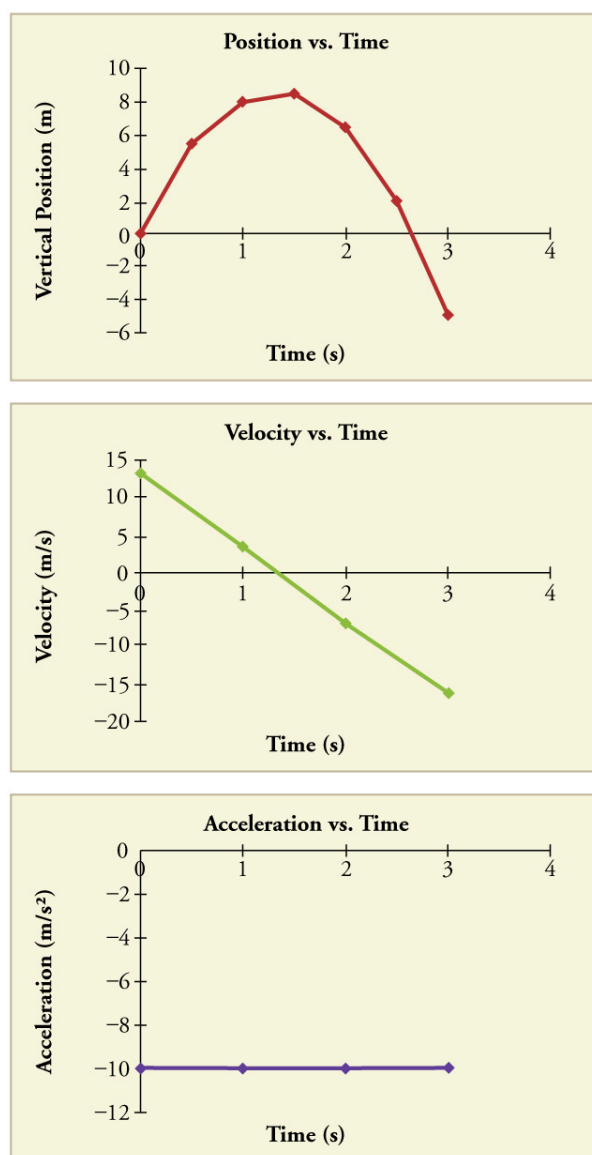 Position vs. Time
Vertical Position (m)
10
8
6
4
2
0
−2
−4
−6
0 1 2 3 4
Time (s)
Velocity vs. Time
Velocity (m/s)
15
10
5
0
−5
−10
−15
−20
0 1 2 3 4
Time (s)
Acceleration vs. Time
Acceleration (m/s²)
0
−2
−4
−6
−8
−10
−12
0 1 2 3 4
Time (s)